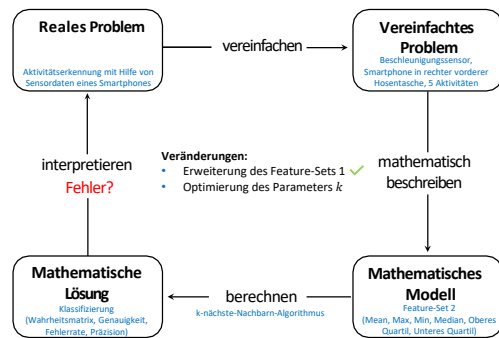 Reales Problem
Aktivitätserkennung mit Hilfe von
Sensordaten eines Smartphones
vereinfachen
Vereinfachtes
Problem
Beschleunigungssensor,
Smartphone in rechter vorderer
Hosentasche, 5 Aktivitäten
interpretieren
Fehler?
Veränderungen:
• Erweiterung des Feature-Sets 1 ✓
• Optimierung des Parameters k
mathematisch
beschreiben
Mathematische
Lösung
Klassifizierung
(Wahrheitsmatrix, Genauigkeit,
Fehlerrate, Präzision)
berechnen
k-nächste-Nachbarn-Algorithmus
Mathematisches
Modell
Feature-Set 2
(Mean, Max, Min, Median, Oberes
Quartil, Unteres Quartil)